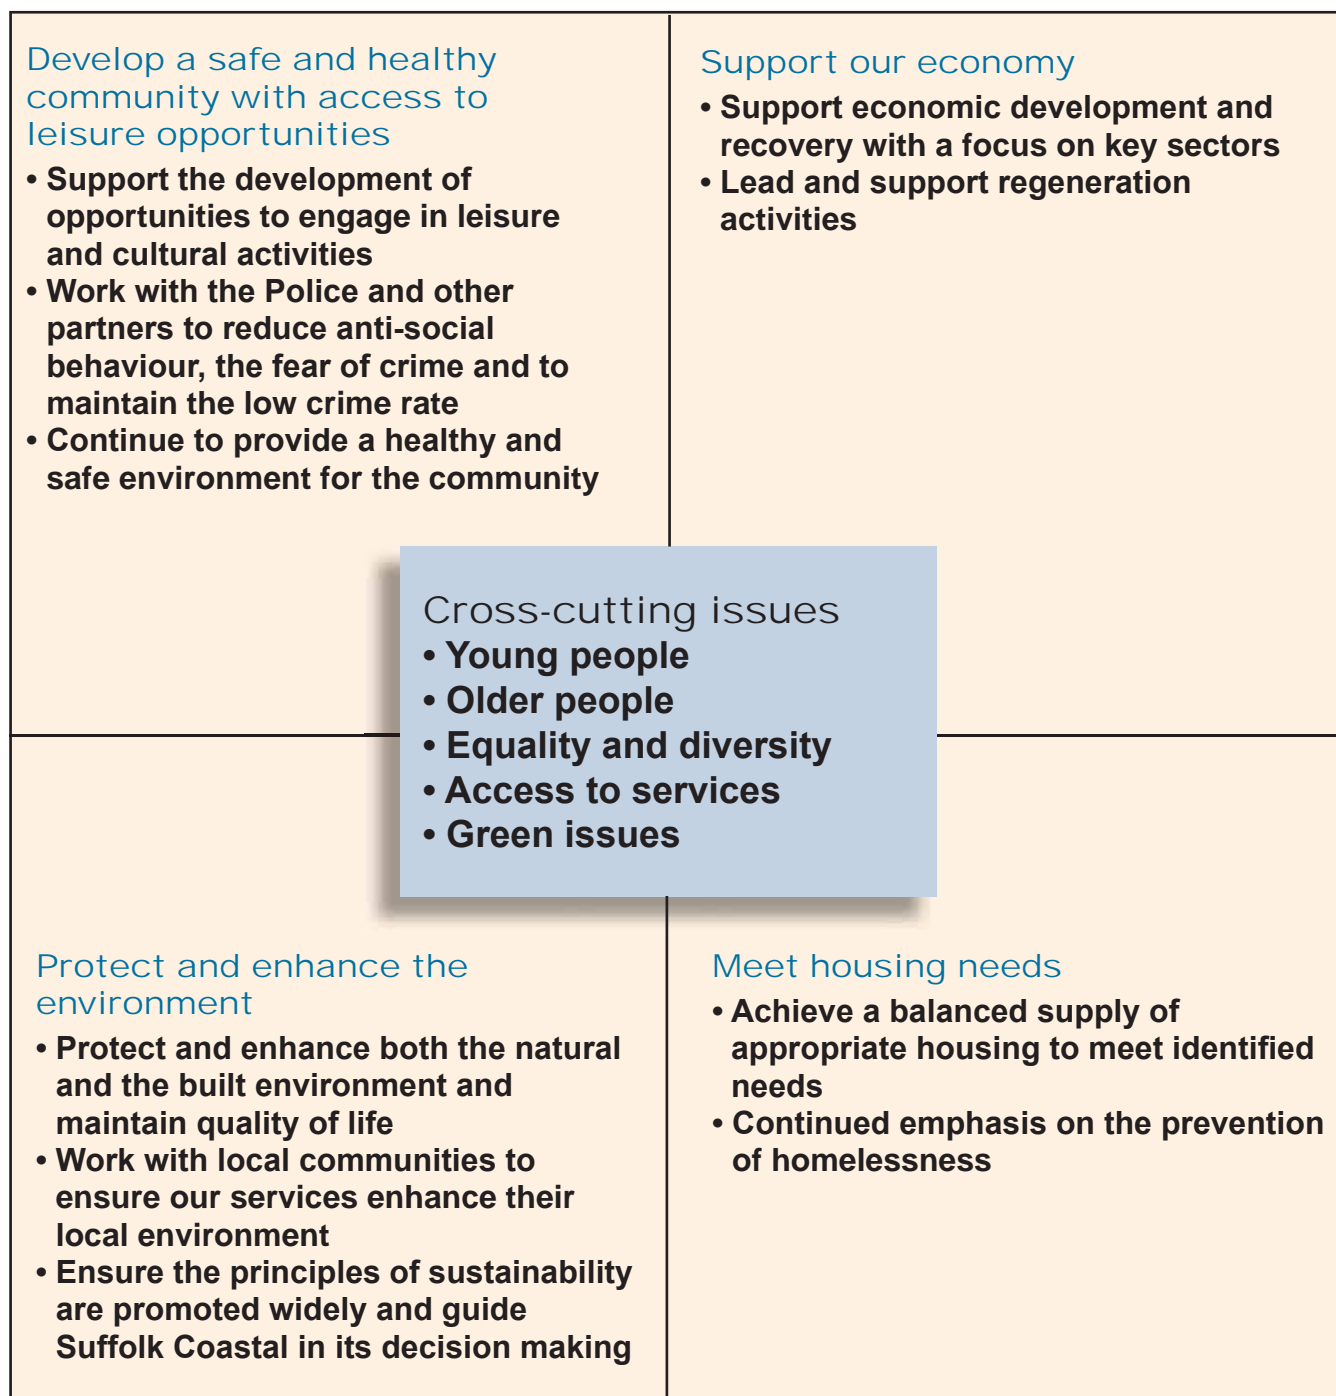 Develop a safe and healthy
community with access to
leisure opportunities
• Support the development of
opportunities to engage in leisure
and cultural activities
• Work with the Police and other
partners to reduce anti-social
behaviour, the fear of crime and to
maintain the low crime rate
• Continue to provide a healthy and
safe environment for the community
Support our economy
• Support economic development and
recovery with a focus on key sectors
• Lead and support regeneration
activities
Cross-cutting issues
• Young people
• Older people
• Equality and diversity
• Access to services
• Green issues
Protect and enhance the
environment
• Protect and enhance both the natural
and the built environment and
maintain quality of life
• Work with local communities to
ensure our services enhance their
local environment
• Ensure the principles of sustainability
are promoted widely and guide
Suffolk Coastal in its decision making
Meet housing needs
• Achieve a balanced supply of
appropriate housing to meet identified
needs
• Continued emphasis on the prevention
of homelessness